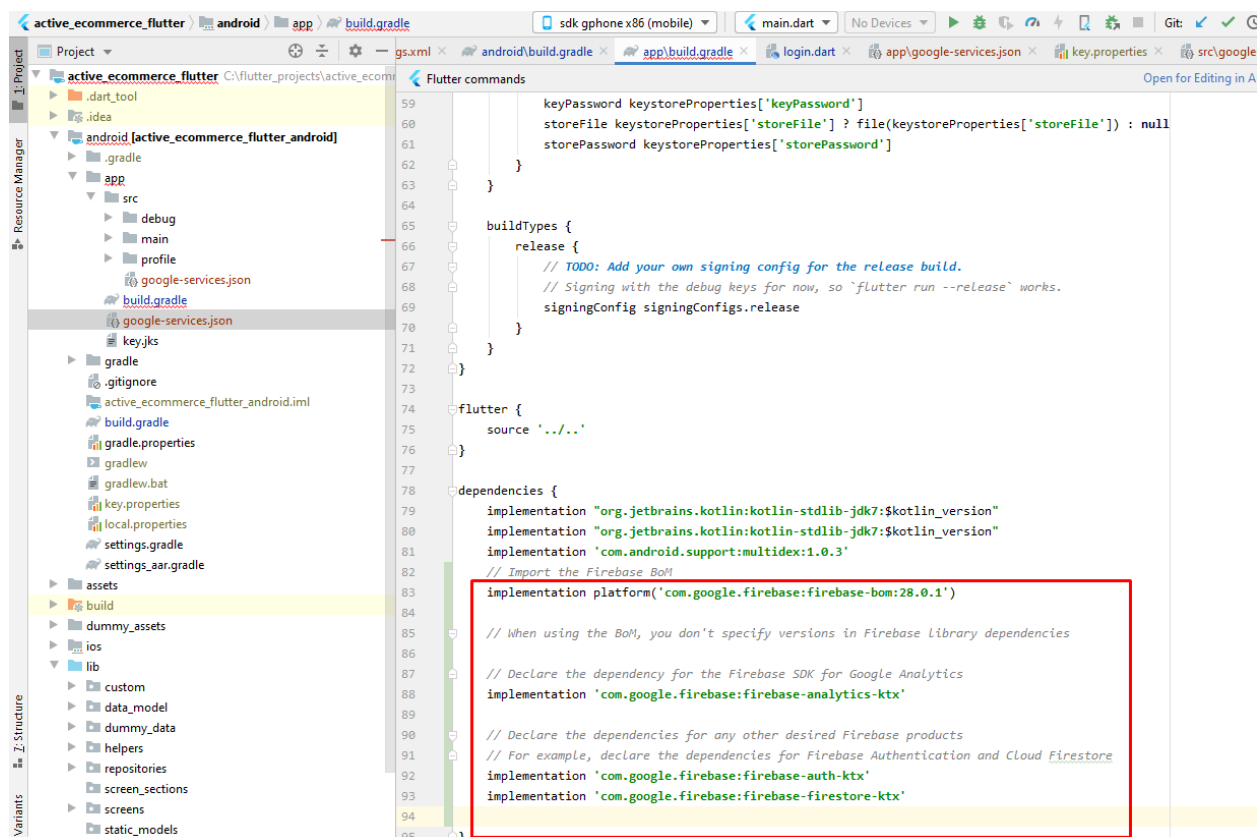 active_ecommerce_flutter android app build.gradle
sdk gphone x86 (mobile) main.dart No Devices Git:
Project
gs.xml android\build.gradle app\build.gradle login.dart app\google-services.json key.properties src\google
Flutter commands
Open for Editing in A
1: Project
Resource Manager
7: Structure
Variants
active_ecommerce_flutter C:\flutter_projects\active_ecomm
.dart_tool
.idea
android [active_ecommerce_flutter_android]
.gradle
app
src
debug
main
profile
google-services.json
build.gradle
google-services.json
key.jks
gradle
.gitignore
active_ecommerce_flutter_android.iml
build.gradle
gradle.properties
gradlew
gradlew.bat
key.properties
local.properties
settings.gradle
settings_aar.gradle
assets
build
dummy_assets
ios
lib
custom
data_model
dummy_data
helpers
repositories
screen_sections
screens
static_models
59 keyPassword keystoreProperties['keyPassword']
60 storeFile keystoreProperties['storeFile'] ? file(keystoreProperties['storeFile']) : null
61 storePassword keystoreProperties['storePassword']
62 }
63 }
64
65 buildTypes {
66 release {
67 // TODO: Add your own signing config for the release build.
68 // Signing with the debug keys for now, so `flutter run --release` works.
69 signingConfig signingConfigs.release
70 }
71 }
72 }
73
74 flutter {
75 source '../..'
76 }
77
78 dependencies {
79 implementation "org.jetbrains.kotlin:kotlin-stdlib-jdk7:$kotlin_version"
80 implementation "org.jetbrains.kotlin:kotlin-stdlib-jdk7:$kotlin_version"
81 implementation 'com.android.support:multidex:1.0.3'
82 // Import the Firebase BoM
83 implementation platform('com.google.firebase:firebase-bom:28.0.1')
84
85 // When using the BoM, you don't specify versions in Firebase library dependencies
86
87 // Declare the dependency for the Firebase SDK for Google Analytics
88 implementation 'com.google.firebase:firebase-analytics-ktx'
89
90 // Declare the dependencies for any other desired Firebase products
91 // For example, declare the dependencies for Firebase Authentication and Cloud Firestore
92 implementation 'com.google.firebase:firebase-auth-ktx'
93 implementation 'com.google.firebase:firebase-firestore-ktx'
94
95 }